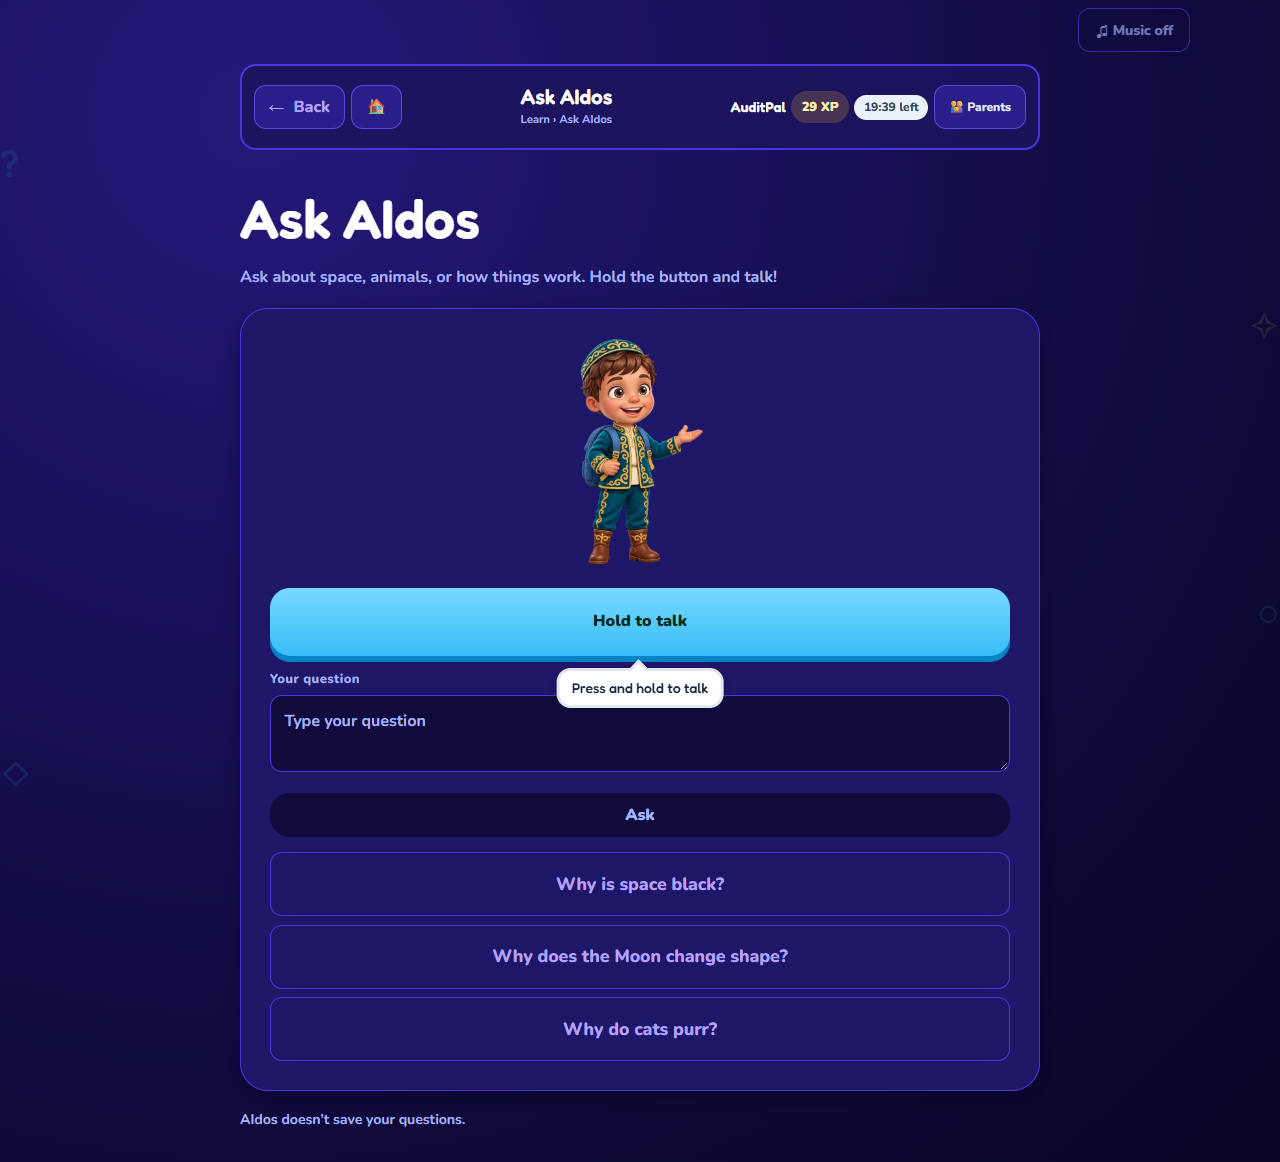 ♫ Music off
← Back
Ask Aldos
Learn › Ask Aldos
AuditPal
29 XP
19:39 left
Parents
?
Ask Aldos
Ask about space, animals, or how things work. Hold the button and talk!
Hold to talk
Press and hold to talk
Your question
Type your question
Ask
Why is space black?
Why does the Moon change shape?
Why do cats purr?
Aldos doesn't save your questions.